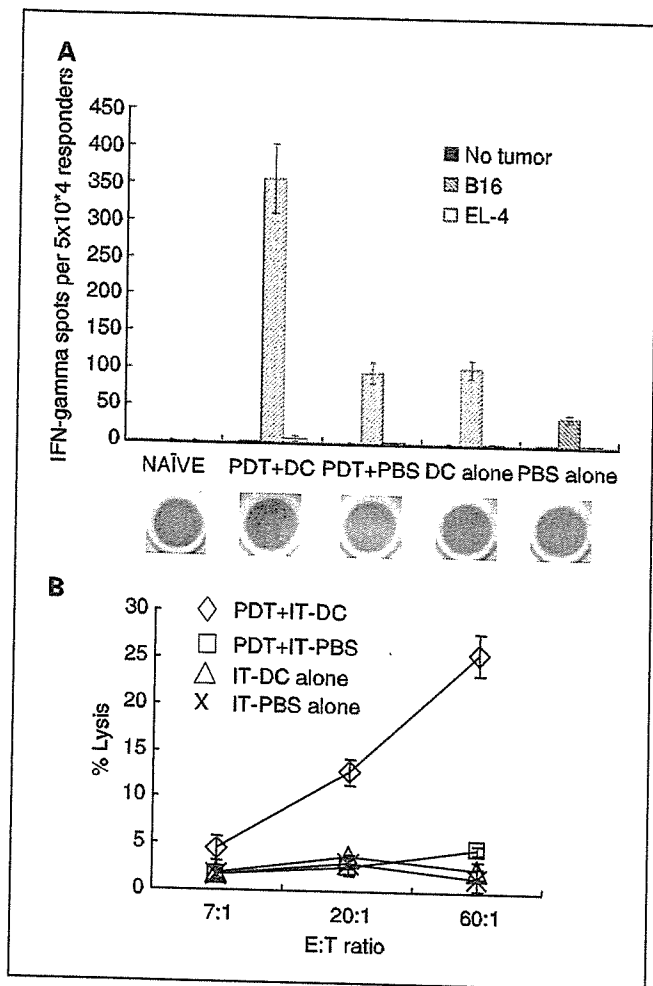 A
IFN-gamma spots per 5x10*4 responders
450
400
350
300
250
200
150
100
50
0
No tumor
B16
EL-4
NAÏVE PDT+DC PDT+PBS DC alone PBS alone
B
% Lysis
30
25
20
15
10
5
0
PDT+IT-DC
PDT+IT-PBS
IT-DC alone
IT-PBS alone
7:1 20:1 60:1
E:T ratio